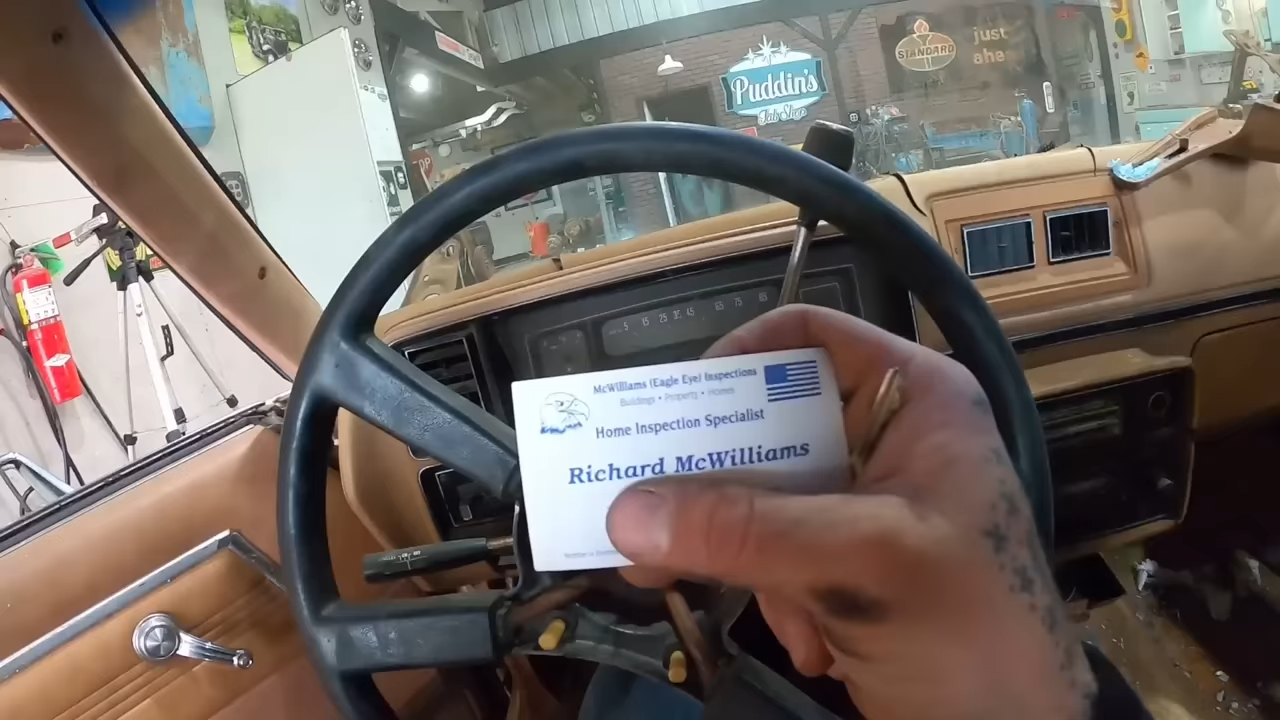 Puddin's
Fab Shop
STANDARD
just
ahe
McWilliams (Eagle Eye) Inspections
Buildings • Property • Homes
Home Inspection Specialist
Richard McWilliams
5 15 25 35 45 65 75 85